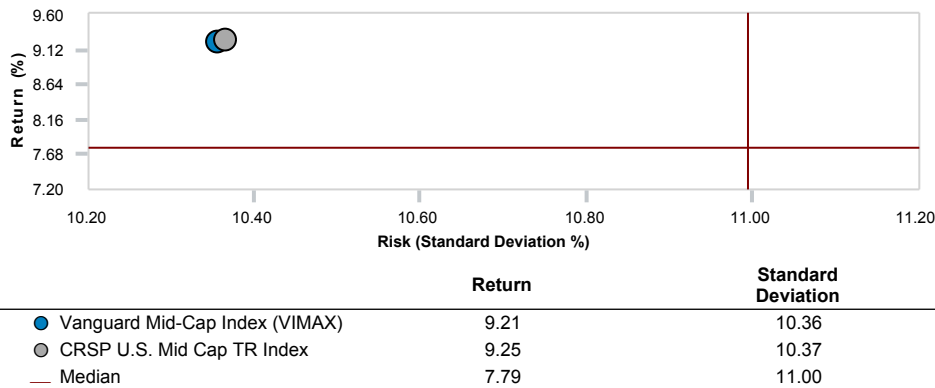 9.60
9.12
8.64
8.16
7.68
7.20
Return (%)
10.20 10.40 10.60 10.80 11.00 11.20
Risk (Standard Deviation %)
Return Standard Deviation
Vanguard Mid-Cap Index (VIMAX) 9.21 10.36
CRSP U.S. Mid Cap TR Index 9.25 10.37
Median 7.79 11.00